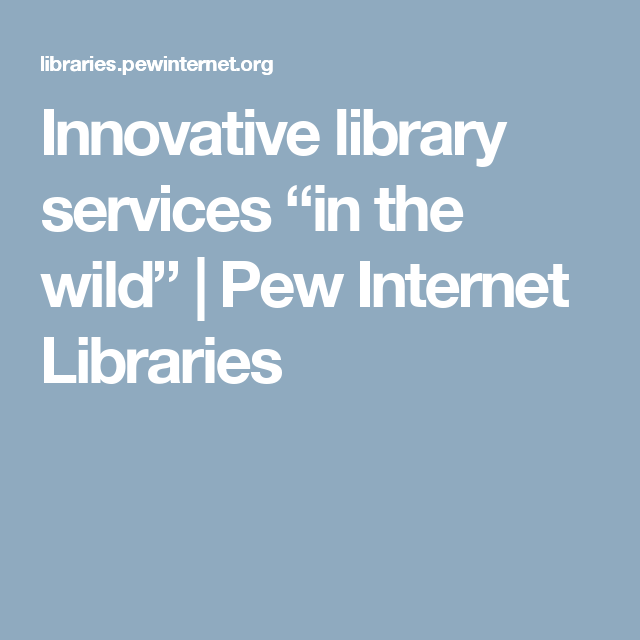 libraries.pewinternet.org
Innovative library
services “in the
wild” | Pew Internet
Libraries